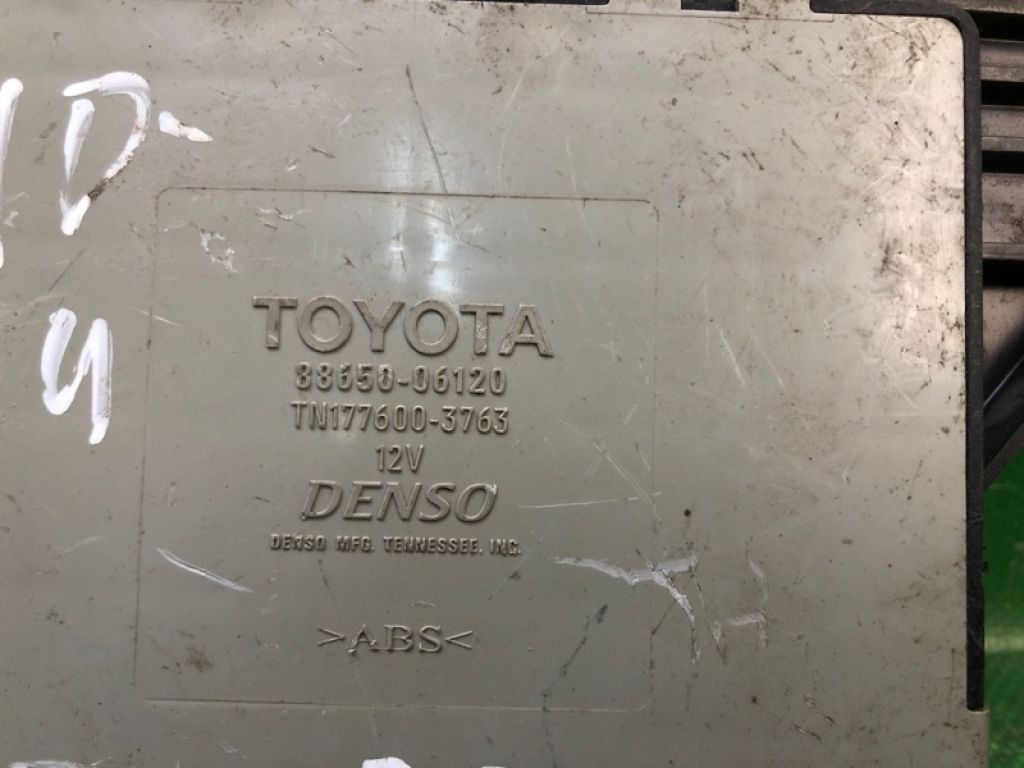 D-
TOYOTA
88650-06120
TN177600-3763
12V
DENSO
DENSO MFG. TENNESSEE, INC.
>ABS<